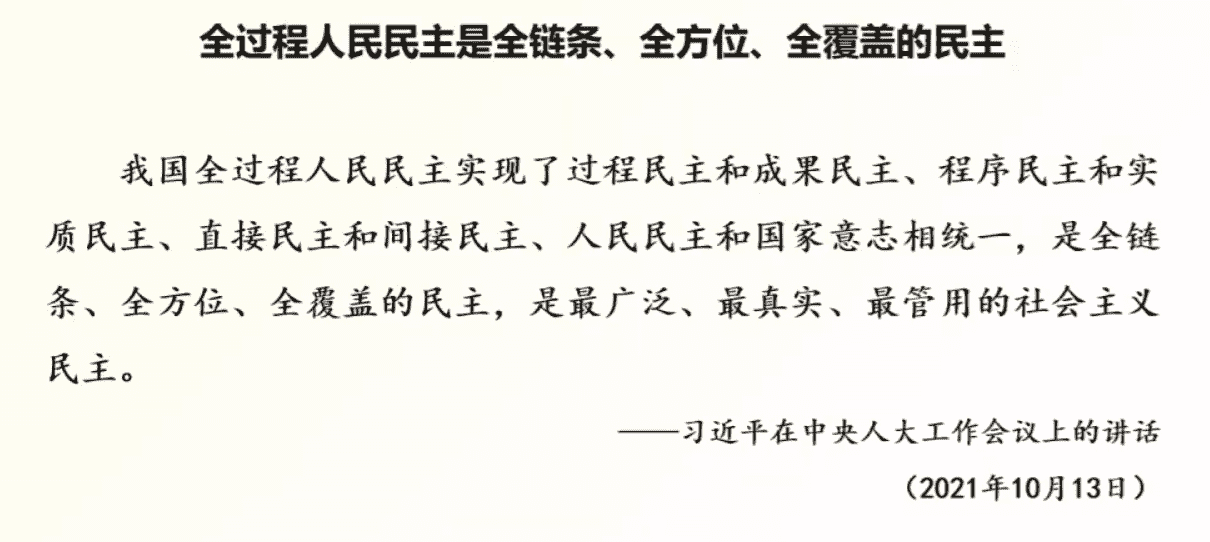 全过程人民民主是全链条、全方位、全覆盖的民主
我国全过程人民民主实现了过程民主和成果民主、程序民主和实
质民主、直接民主和间接民主、人民民主和国家意志相统一，是全链
条、全方位、全覆盖的民主，是最广泛、最真实、最管用的社会主义
民主。
——习近平在中央人大工作会议上的讲话
（2021年10月13日）